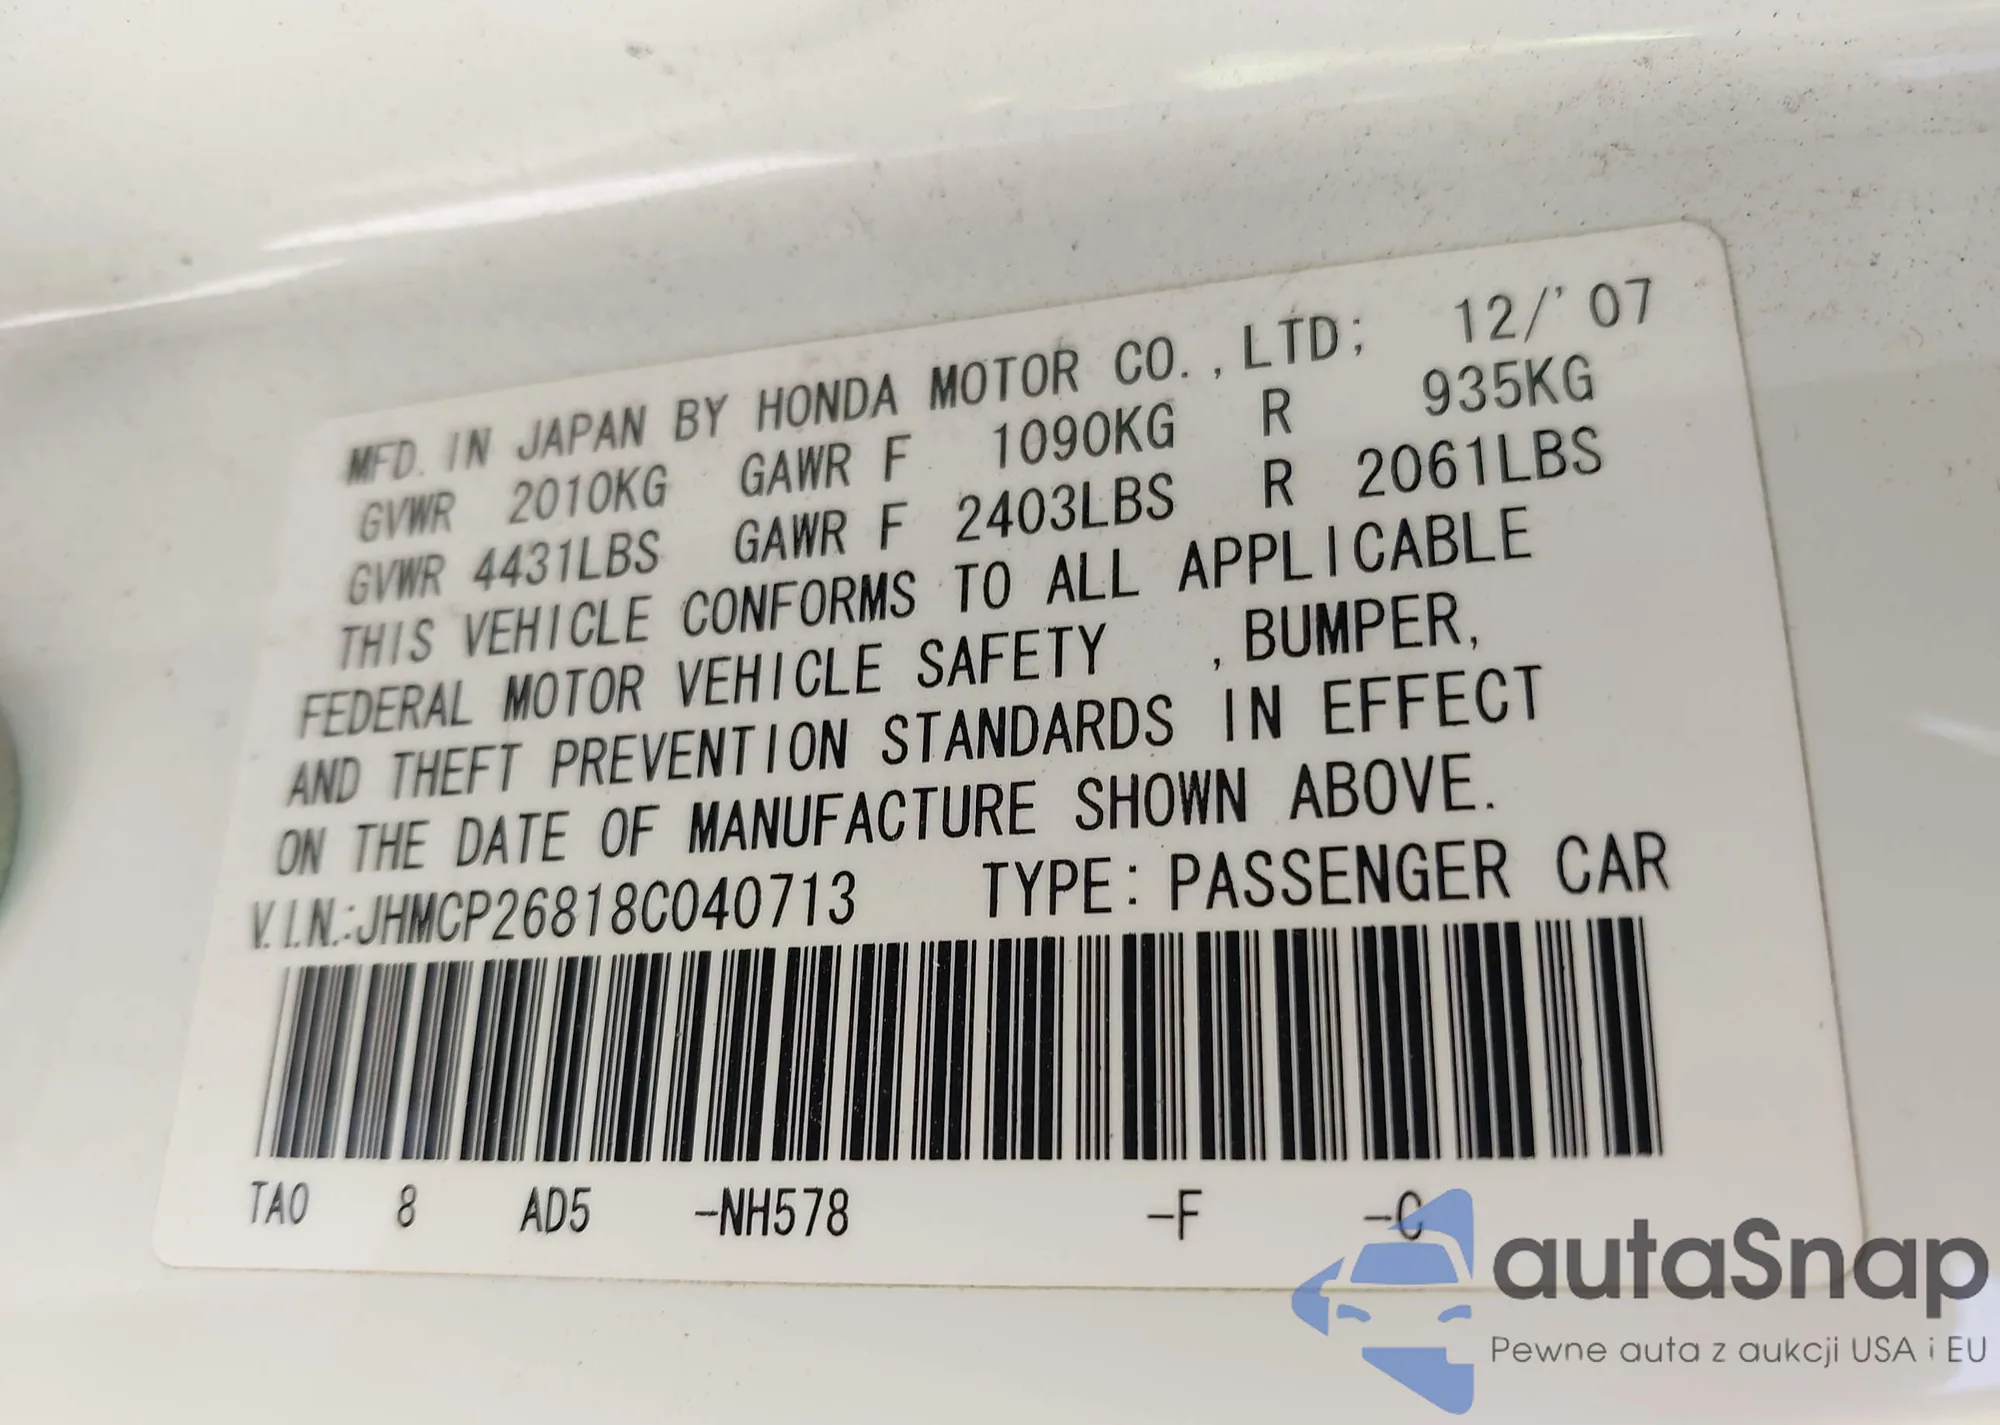 MFD. IN JAPAN BY HONDA MOTOR CO.,LTD; 12/'07
GVWR 2010KG GAWR F 1090KG R 935KG
GVWR 4431LBS GAWR F 2403LBS R 2061LBS
THIS VEHICLE CONFORMS TO ALL APPLICABLE
FEDERAL MOTOR VEHICLE SAFETY ,BUMPER,
AND THEFT PREVENTION STANDARDS IN EFFECT
ON THE DATE OF MANUFACTURE SHOWN ABOVE.
V.I.N.:JHMCP26818C040713 TYPE:PASSENGER CAR
TA0 8 AD5 -NH578 -F -C
autaSnap
Pewne auta z aukcji USA i EU